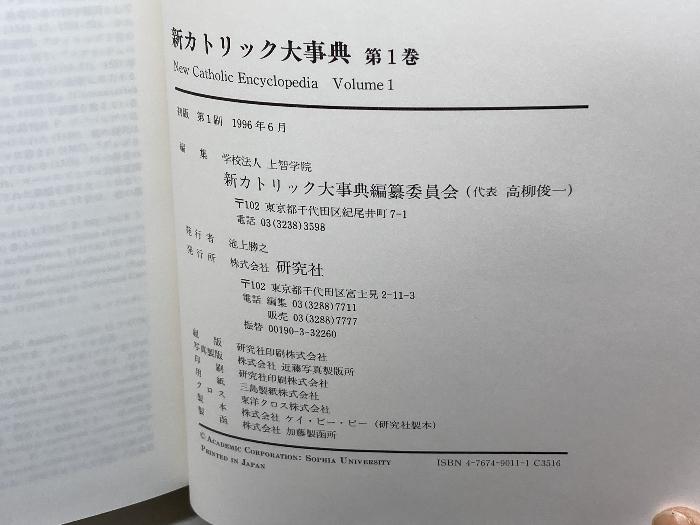 新カトリック大事典 第1巻
New Catholic Encyclopedia Volume 1
初版 第1刷 1996年6月
編集 学校法人 上智学院
新カトリック大事典編纂委員会 (代表 高柳俊一)
〒102 東京都千代田区紀尾井町7-1
電話 03(3238)3598
発行者 池上勝之
発行所 株式会社 研究社
〒102 東京都千代田区富士見2-11-3
電話 編集 03(3288)7711
販売 03(3288)7777
振替 00190-3-32260
組版 研究社印刷株式会社
写真製版 株式会社 近藤写真製版所
印刷 研究社印刷株式会社
用紙 三島製紙株式会社
クロス 東洋クロス株式会社
製本 株式会社 ケイ・ビー・ビー (研究社製本)
製函 株式会社 加藤製函所
© ACADEMIC CORPORATION: SOPHIA UNIVERSITY
PRINTED IN JAPAN
ISBN 4-7674-9011-1 C3516